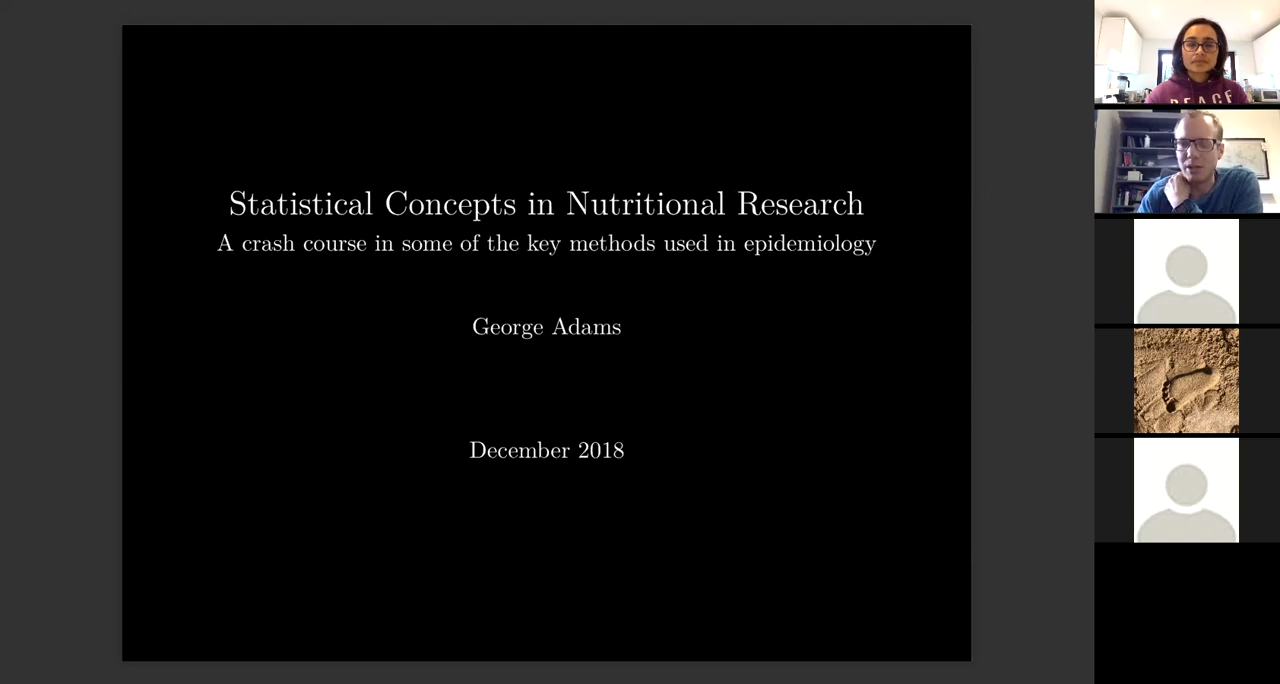 Statistical Concepts in Nutritional Research
A crash course in some of the key methods used in epidemiology
George Adams
December 2018
PEACE